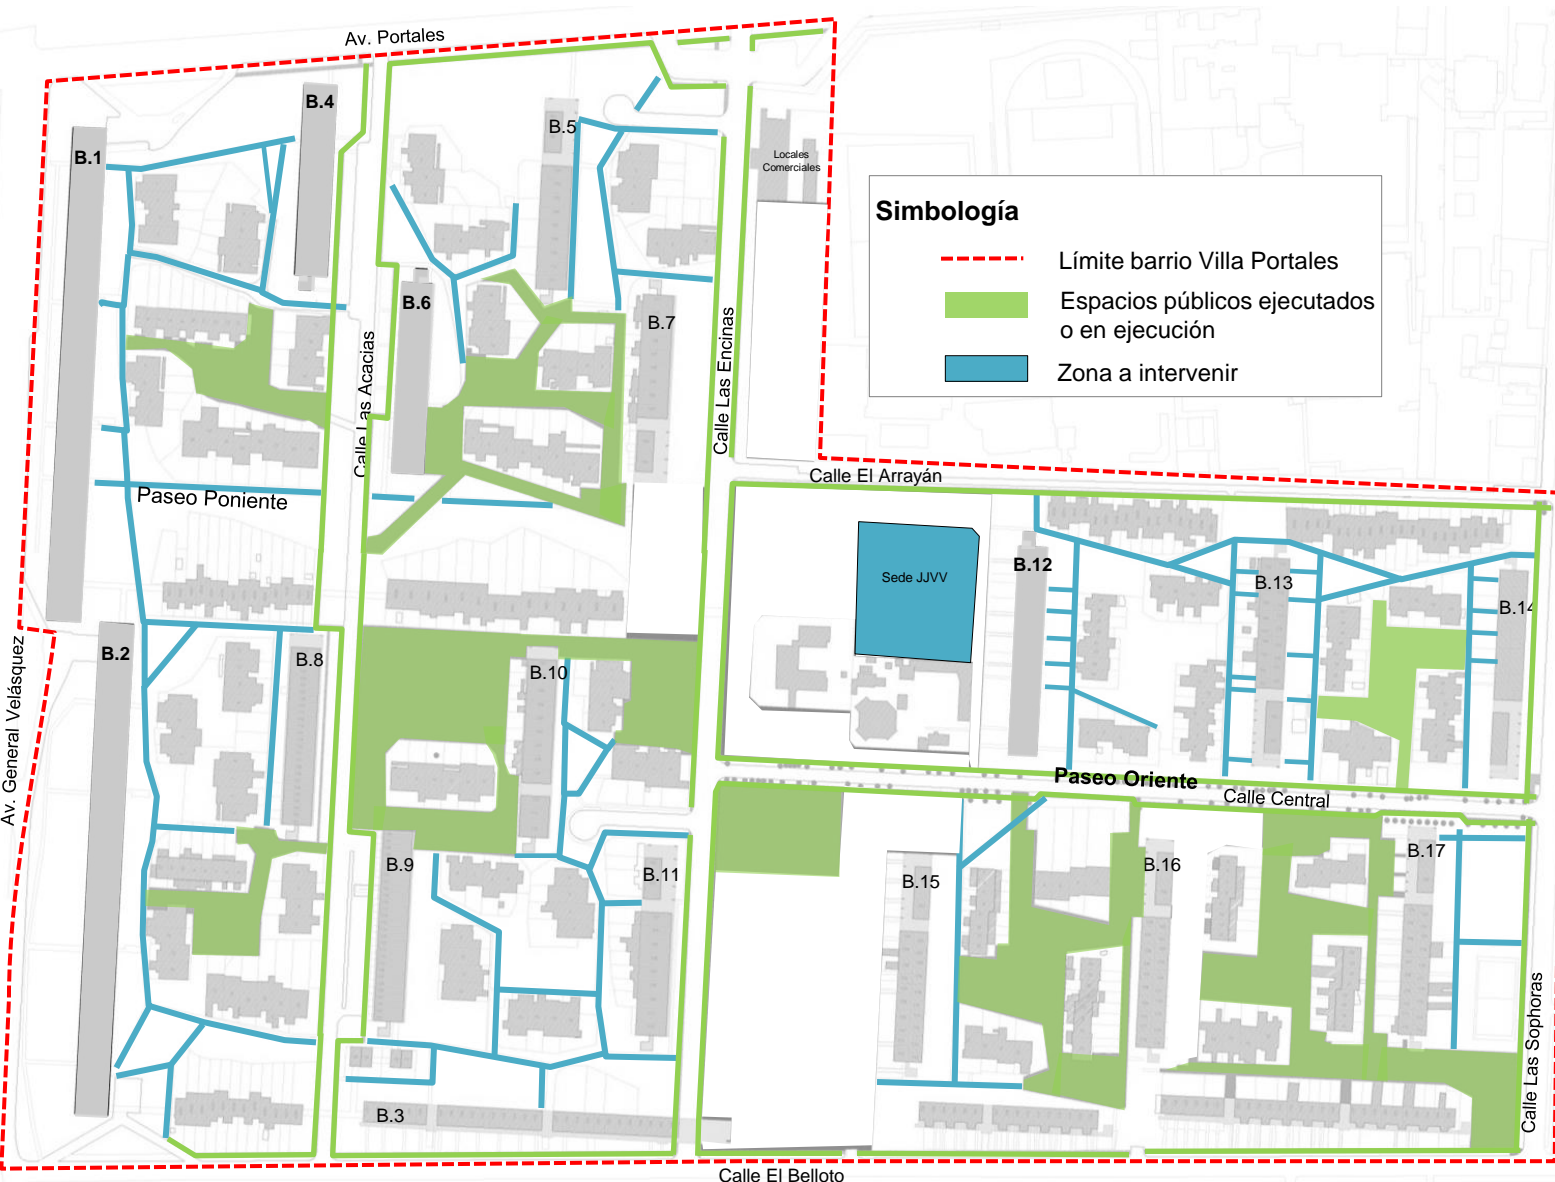 Av. Portales
B.4
B.5
B.1
Locales
Comerciales
Simbología
Límite barrio Villa Portales
Espacios públicos ejecutados
o en ejecución
Zona a intervenir
B.6
B.7
Calle Las Acacias
Calle Las Encinas
Calle El Arrayán
Paseo Poniente
Sede JJVV
B.12
B.13
B.14
B.2
B.8
B.10
Av. General Velásquez
Paseo Oriente
Calle Central
B.9
B.11
B.15
B.16
B.17
Calle Las Sophoras
B.3
Calle El Belloto